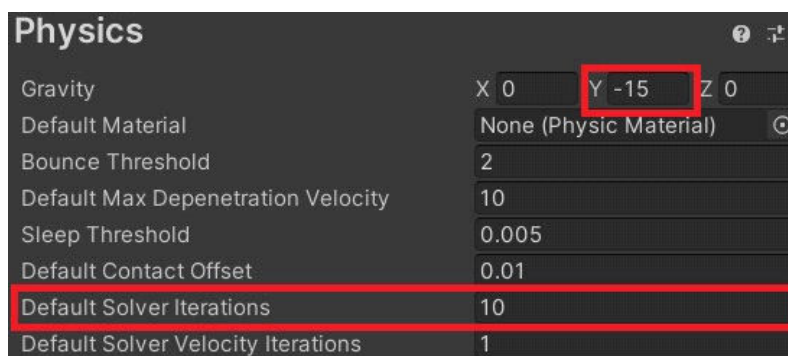 Physics
Gravity X 0 Y -15 Z 0
Default Material None (Physic Material)
Bounce Threshold 2
Default Max Depenetration Velocity 10
Sleep Threshold 0.005
Default Contact Offset 0.01
Default Solver Iterations 10
Default Solver Velocity Iterations 1